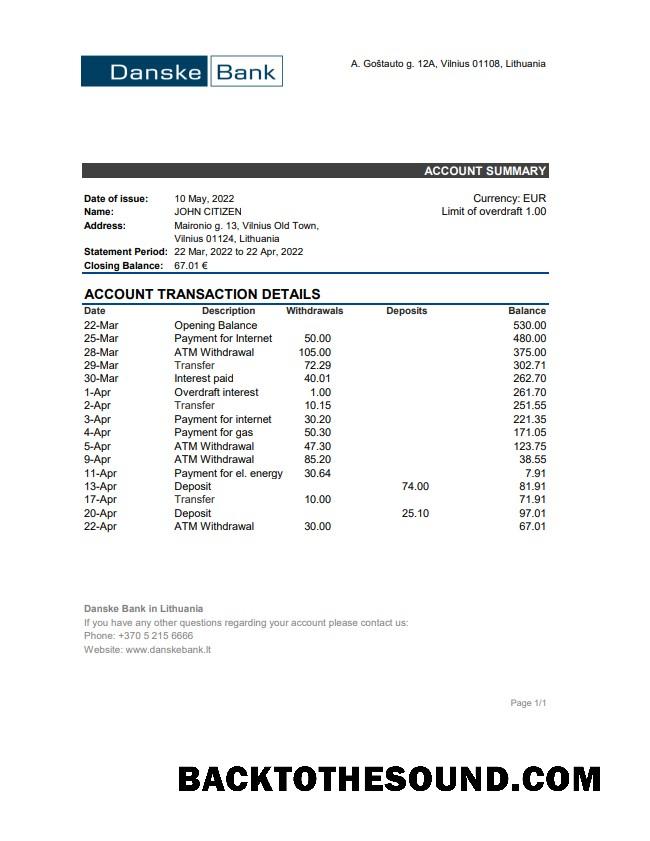 Danske Bank
A. Goštauto g. 12A, Vilnius 01108, Lithuania
ACCOUNT SUMMARY
Date of issue: 10 May, 2022 Currency: EUR
Name: JOHN CITIZEN Limit of overdraft 1.00
Address: Maironio g. 13, Vilnius Old Town,
Vilnius 01124, Lithuania
Statement Period: 22 Mar, 2022 to 22 Apr, 2022
Closing Balance: 67.01 €
ACCOUNT TRANSACTION DETAILS
Date Description Withdrawals Deposits Balance
22-Mar Opening Balance 530.00
25-Mar Payment for Internet 50.00 480.00
28-Mar ATM Withdrawal 105.00 375.00
29-Mar Transfer 72.29 302.71
30-Mar Interest paid 40.01 262.70
1-Apr Overdraft interest 1.00 261.70
2-Apr Transfer 10.15 251.55
3-Apr Payment for internet 30.20 221.35
4-Apr Payment for gas 50.30 171.05
5-Apr ATM Withdrawal 47.30 123.75
9-Apr ATM Withdrawal 85.20 38.55
11-Apr Payment for el. energy 30.64 7.91
13-Apr Deposit 74.00 81.91
17-Apr Transfer 10.00 71.91
20-Apr Deposit 25.10 97.01
22-Apr ATM Withdrawal 30.00 67.01
Danske Bank in Lithuania
If you have any other questions regarding your account please contact us:
Phone: +370 5 215 6666
Website: www.danskebank.lt
Page 1/1
BACKTOTHESOUND.COM